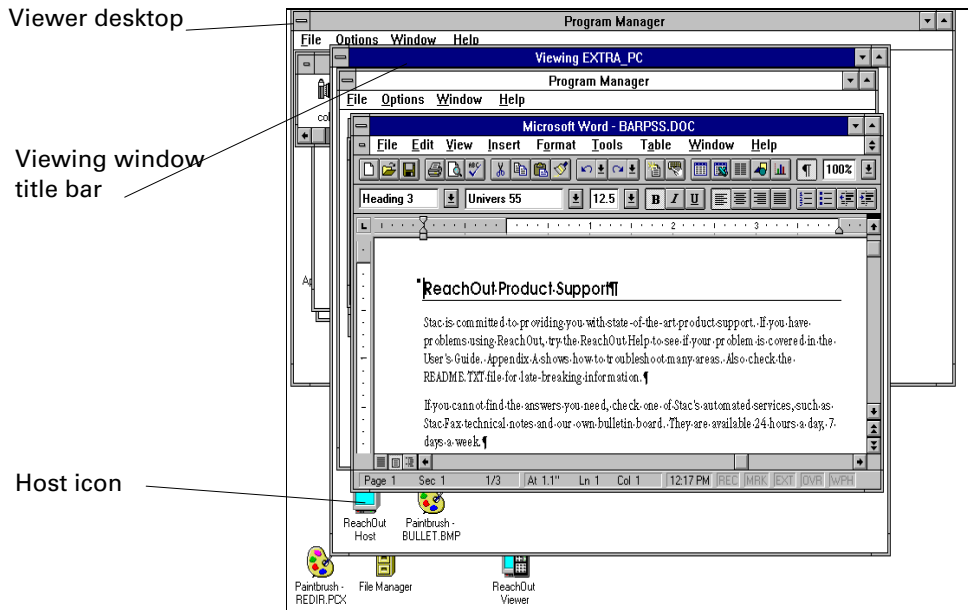 Viewer desktop
Program Manager
File Options Window Help
Viewing EXTRA_PC
Program Manager
File Options Window Help
col
Microsoft Word - BARPSS.DOC
File Edit View Insert Format Tools Table Window Help
Viewing window
title bar
100%
Heading 3 Univers 55 12.5 B I U
1 2 3
Ap
ReachOut·Product·Support¶
Stac·is·committed·to·providing·you·with·state-of-the-art·product·support.·If·you·have·
problems·using·ReachOut,·try·the·ReachOut·Help·to·see·if·your·problem·is·covered·in·the·
User's·Guide.·Appendix·A·shows·how·to·troubleshoot·many·areas.·Also·check·the·
README.TXT·file·for·late-breaking·information.¶
If·you·cannot·find·the·answers·you·need,·check·one·of·Stac's·automated·services,·such·as·
Stac·Fax·technical·notes·and·our·own·bulletin·board.·They·are·available·24·hours·a·day,·7·
days·a·week.¶
Host icon
Page 1 Sec 1 1/3 At 1.1" Ln 1 Col 1 12:17 PM REC MRK EXT OVR WPH
ReachOut
Host
Paintbrush -
BULLET.BMP
Paintbrush -
REDIR.PCX
File Manager
ReachOut
Viewer